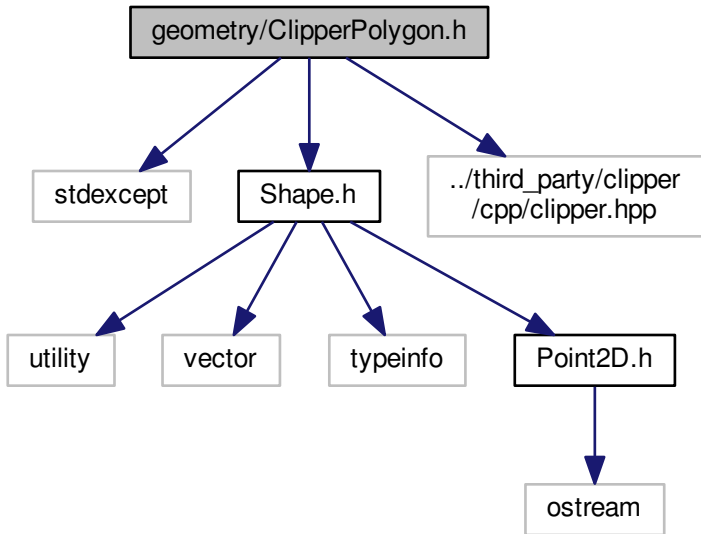 geometry/ClipperPolygon.h
stdexcept
Shape.h
../third_party/clipper
/cpp/clipper.hpp
utility
vector
typeinfo
Point2D.h
ostream